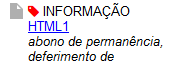 INFORMAÇÃO
HTML1
abono de permanência,
deferimento de